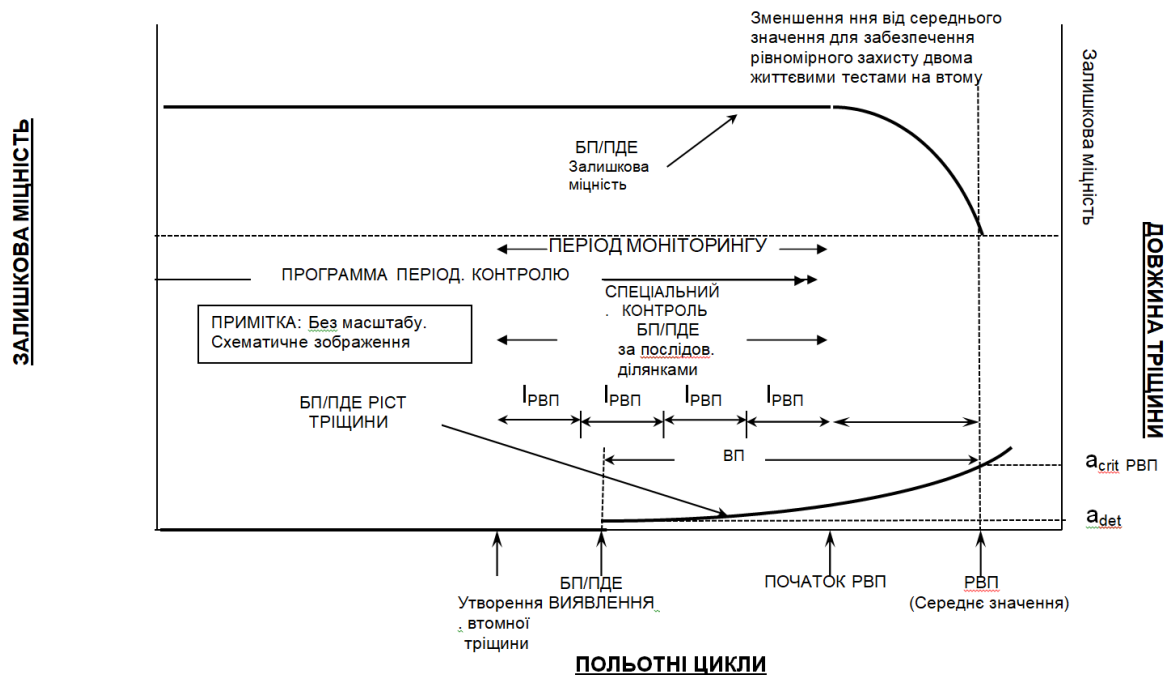 Зменшення ння від середнього
значення для забезпечення
рівномірного захисту двома
життєвими тестами на втому
Залишкова міцність
ЗАЛИШКОВА МІЦНІСТЬ
ДОВЖИНА ТРІЩИНИ
БП/ПДЕ
Залишкова
міцність
ПЕРІОД МОНІТОРИНГУ
ПРОГРАММА ПЕРІОД. КОНТРОЛЮ
СПЕЦІАЛЬНИЙ
. КОНТРОЛЬ
БП/ПДЕ
за послідов.
ділянками
ПРИМІТКА: Без масштабу.
Схематичне зображення
БП/ПДЕ РІСТ
ТРІЩИНИ
IРВП IРВП IРВП IРВП
ВП
acrit РВП
adet
Утворення
. втомної
тріщини
БП/ПДЕ
ВИЯВЛЕННЯ
ПОЧАТОК РВП
РВП
(Середнє значення)
ПОЛЬОТНІ ЦИКЛИ